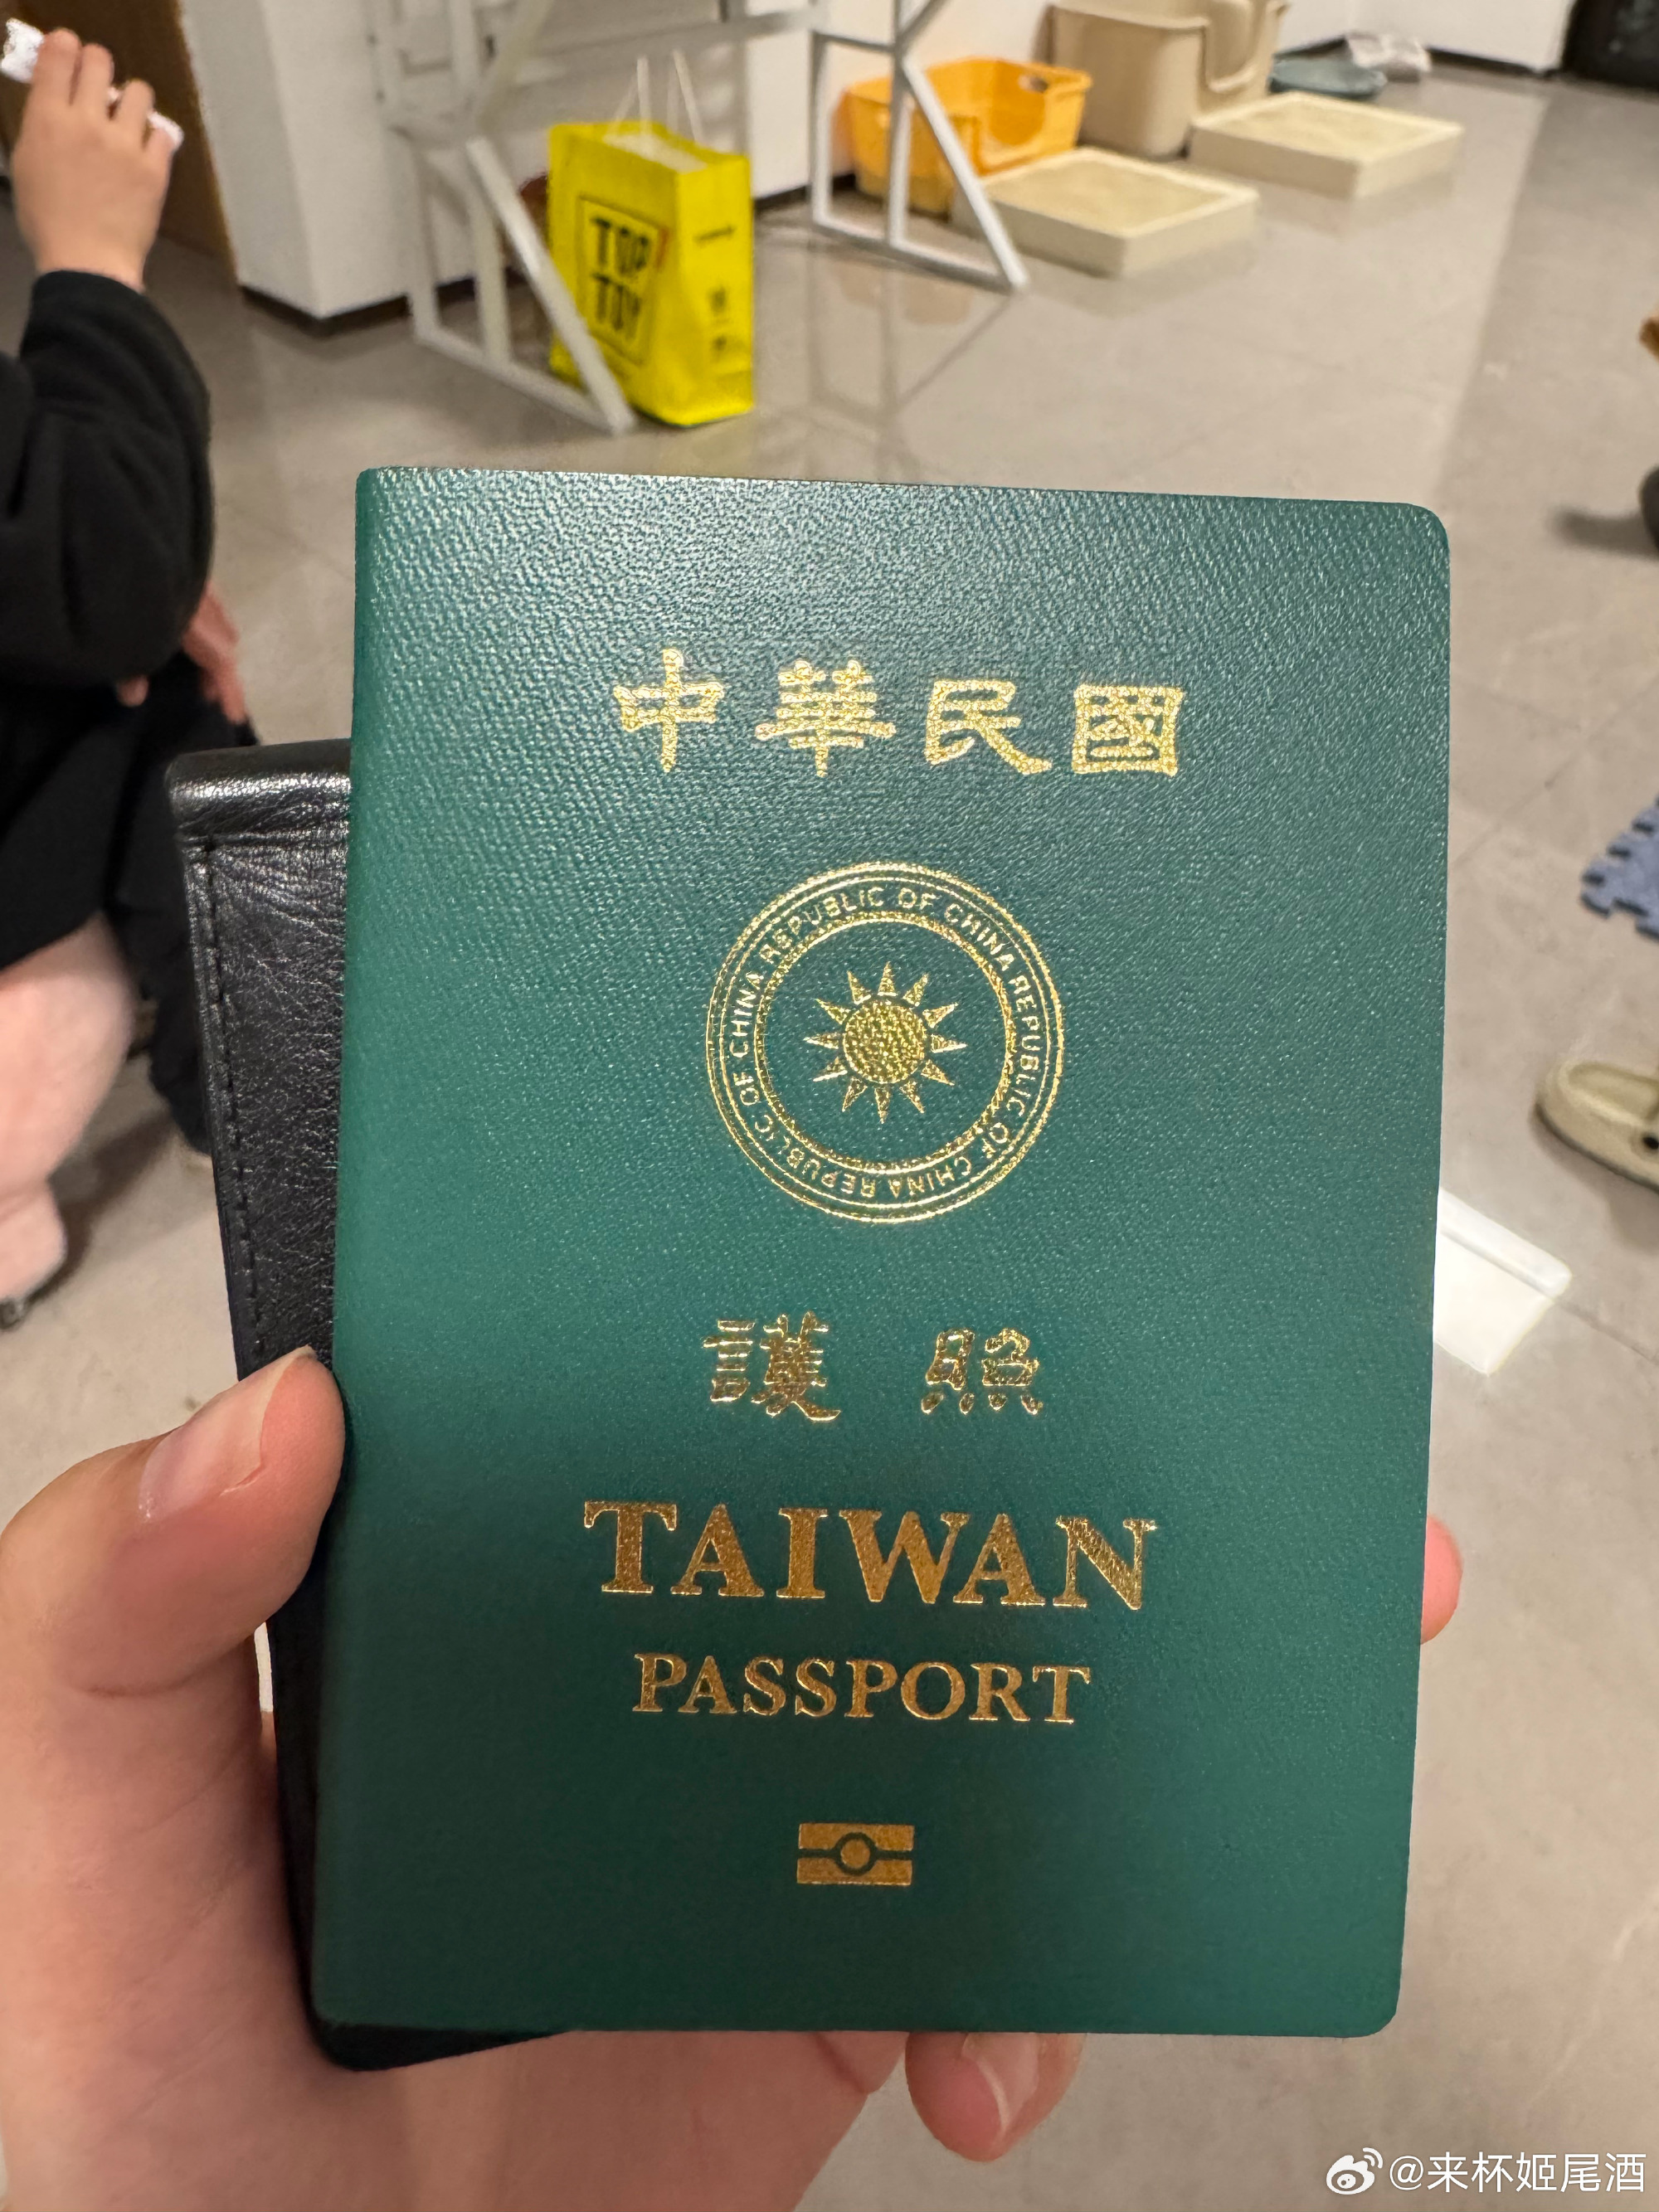 TOP
TOY
中華民國
REPUBLIC OF CHINA REPUBLIC OF CHINA REPUBLIC OF CHINA
護照
TAIWAN
PASSPORT
@来杯姬尾酒